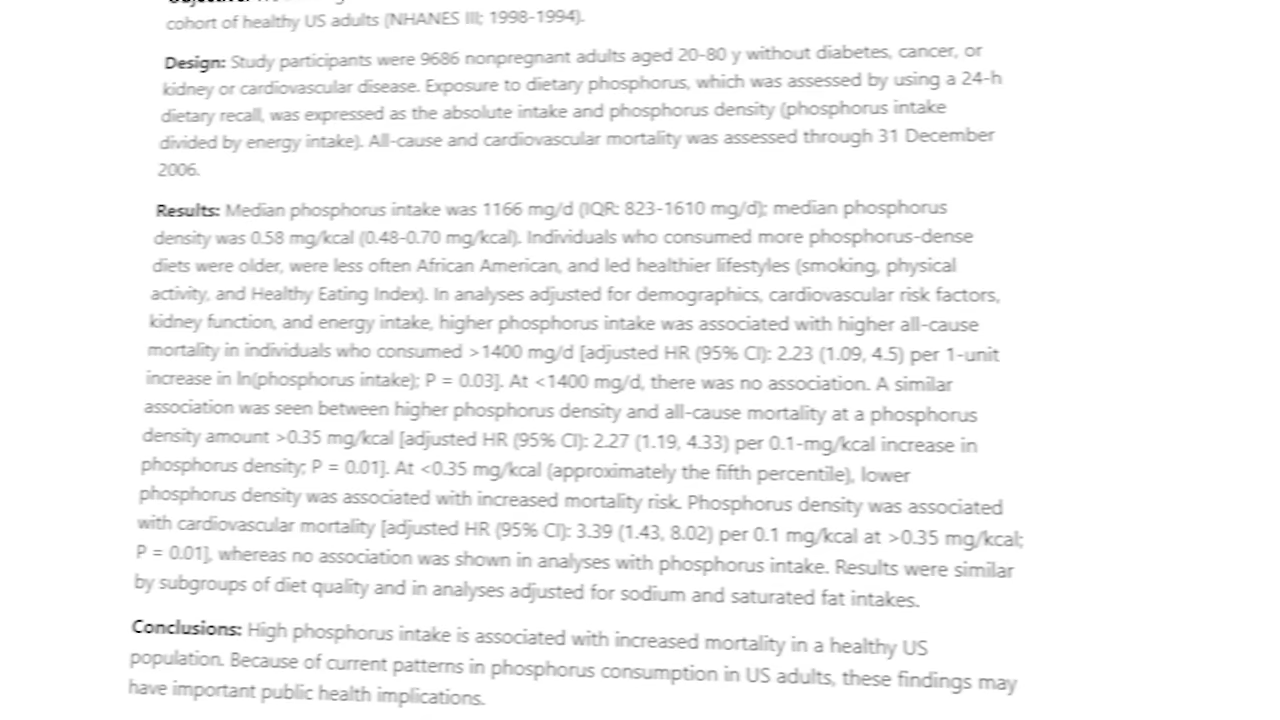 cohort of healthy US adults (NHANES III; 1998-1994).
Design: Study participants were 9686 nonpregnant adults aged 20-80 y without diabetes, cancer, or
kidney or cardiovascular disease. Exposure to dietary phosphorus, which was assessed by using a 24-h
dietary recall, was expressed as the absolute intake and phosphorus density (phosphorus intake
divided by energy intake). All-cause and cardiovascular mortality was assessed through 31 December
2006.
Results: Median phosphorus intake was 1166 mg/d (IQR: 823-1610 mg/d); median phosphorus
density was 0.58 mg/kcal (0.48-0.70 mg/kcal). Individuals who consumed more phosphorus-dense
diets were older, were less often African American, and led healthier lifestyles (smoking, physical
activity, and Healthy Eating Index). In analyses adjusted for demographics, cardiovascular risk factors,
kidney function, and energy intake, higher phosphorus intake was associated with higher all-cause
mortality in individuals who consumed >1400 mg/d [adjusted HR (95% CI): 2.23 (1.09, 4.5) per 1-unit
increase in ln(phosphorus intake); P = 0.03]. At <1400 mg/d, there was no association. A similar
association was seen between higher phosphorus density and all-cause mortality at a phosphorus
density amount >0.35 mg/kcal [adjusted HR (95% CI): 2.27 (1.19, 4.33) per 0.1-mg/kcal increase in
phosphorus density; P = 0.01]. At <0.35 mg/kcal (approximately the fifth percentile), lower
phosphorus density was associated with increased mortality risk. Phosphorus density was associated
with cardiovascular mortality [adjusted HR (95% CI): 3.39 (1.43, 8.02) per 0.1 mg/kcal at >0.35 mg/kcal;
P = 0.01], whereas no association was shown in analyses with phosphorus intake. Results were similar
by subgroups of diet quality and in analyses adjusted for sodium and saturated fat intakes.
Conclusions: High phosphorus intake is associated with increased mortality in a healthy US
population. Because of current patterns in phosphorus consumption in US adults, these findings may
have important public health implications.